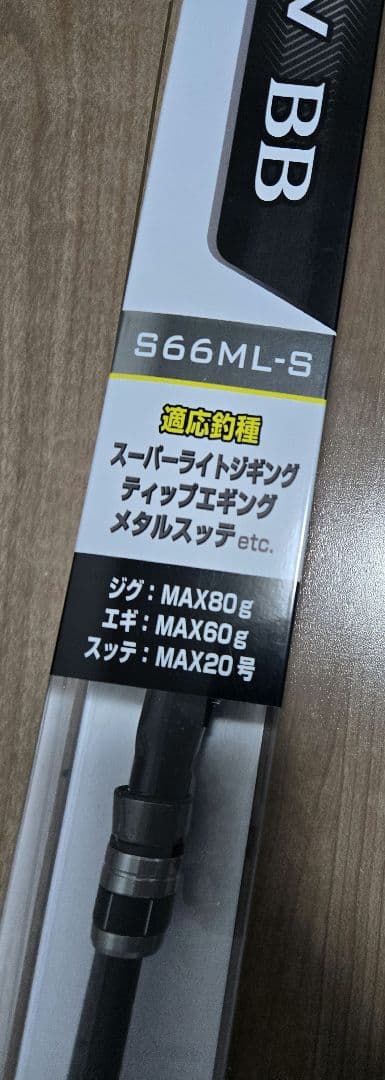 BB
S66ML-S
適応釣種
スーパーライトジギング
ティップエギング
メタルスッテ etc.
ジグ：MAX80g
エギ：MAX60g
スッテ：MAX20号